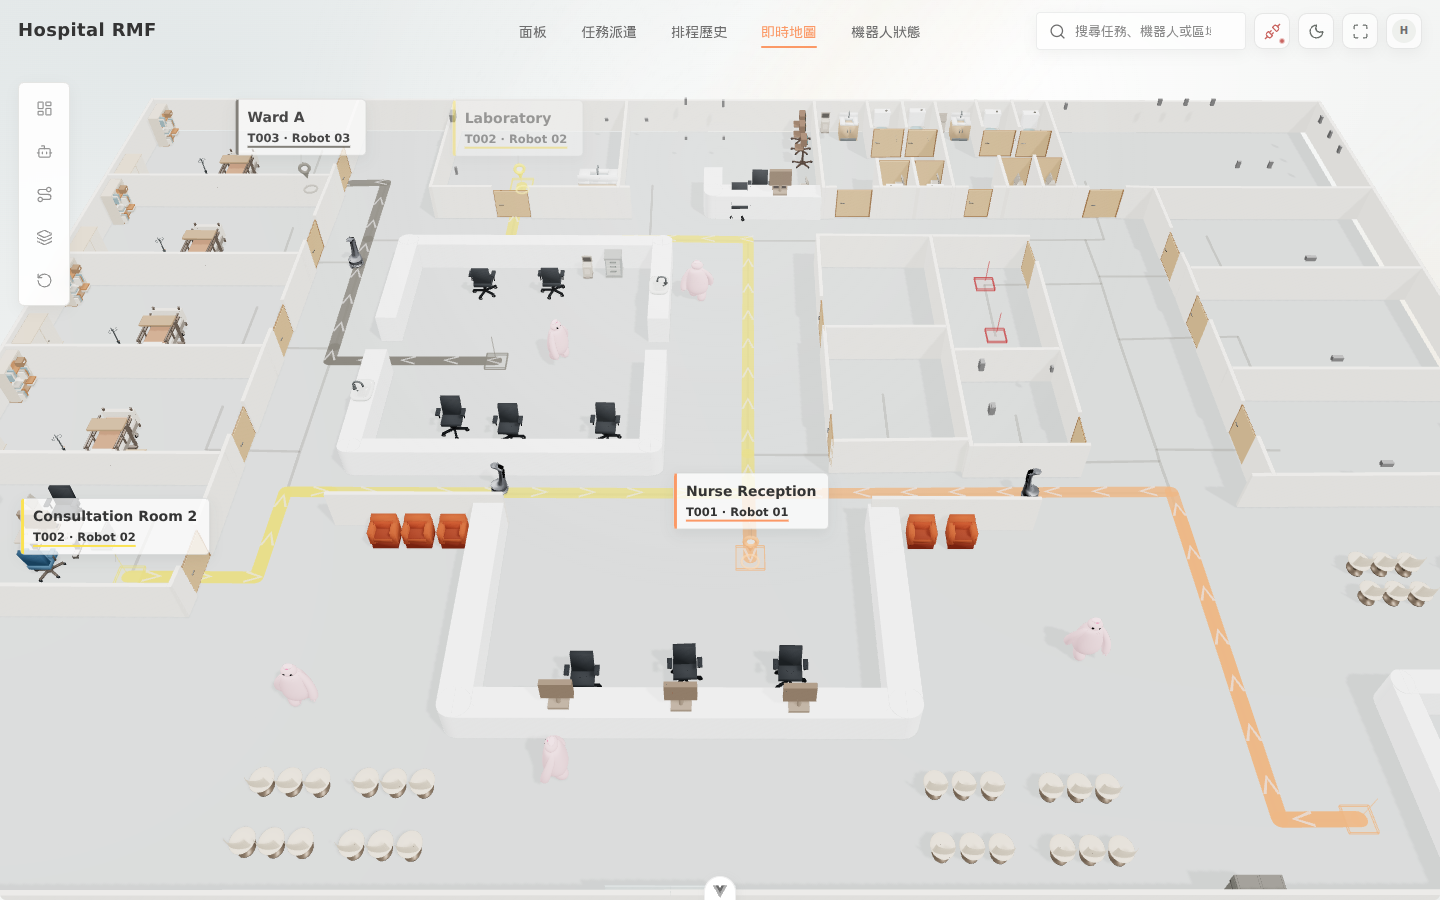 Hospital RMF
面板
任務派遣
排程歷史
即時地圖
機器人狀態
搜尋任務、機器人或區
H
Ward A
T003 · Robot 03
Laboratory
T002 · Robot 02
Nurse Reception
T001 · Robot 01
Consultation Room 2
T002 · Robot 02